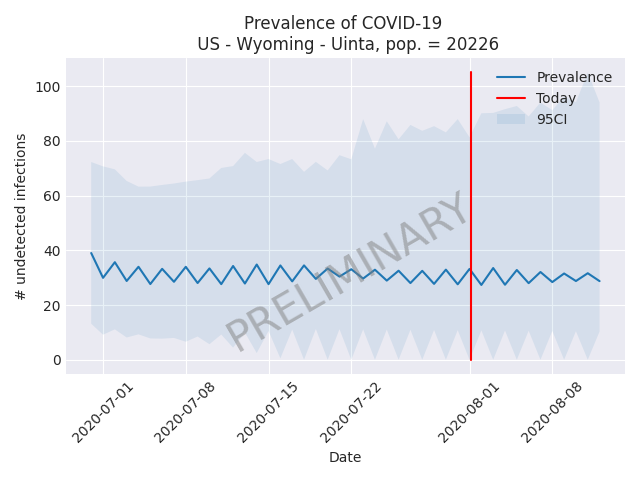 Prevalence of COVID-19
US - Wyoming - Uinta, pop. = 20226
# undetected infections
100
80
60
40
20
0
Prevalence
Today
95CI
PRELIMINARY
2020-07-01
2020-07-08
2020-07-15
2020-07-22
2020-08-01
2020-08-08
Date